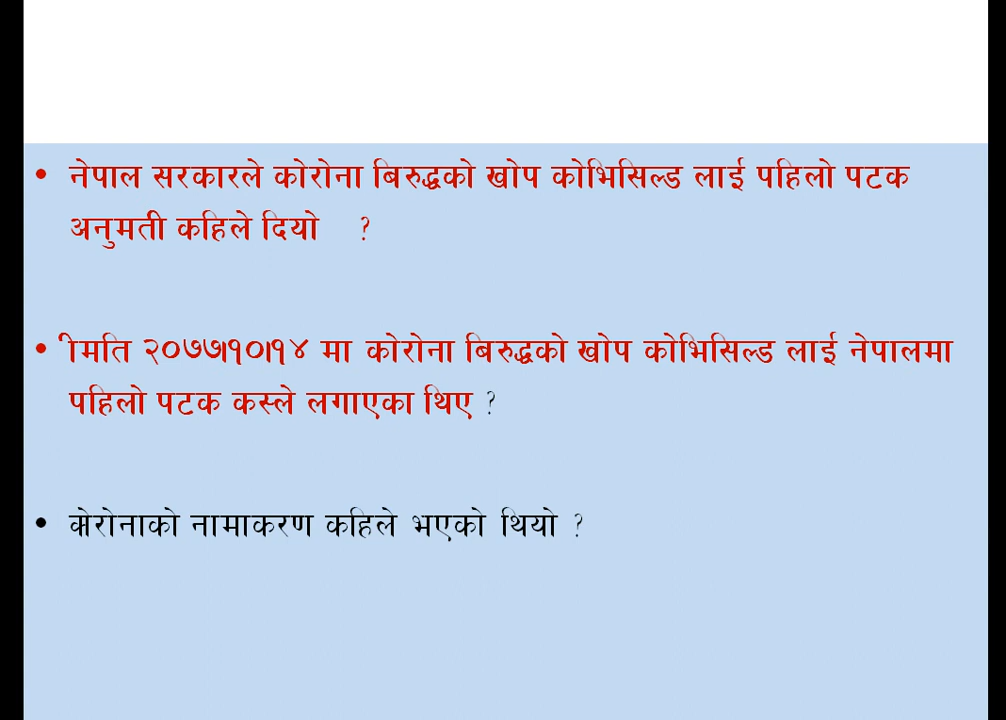 • नेपाल सरकारले कोरोना बिरुद्धको खोप कोभिसिल्ड लाई पहिलो पटक
अनुमती कहिले दियो ?
• ीमति २०७७।१०।१४ मा कोरोना बिरुद्धको खोप कोभिसिल्ड लाई नेपालमा
पहिलो पटक कस्ले लगाएका थिए ?
• कोरोनाको नामाकरण कहिले भएको थियो ?